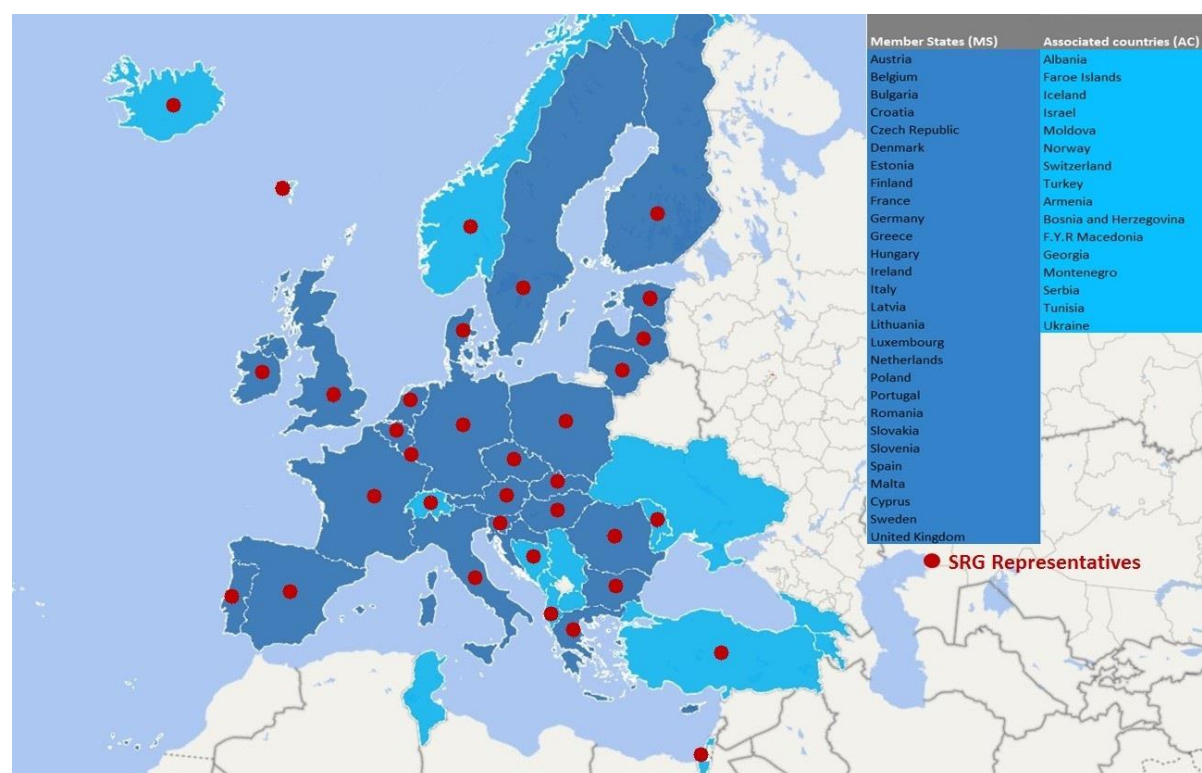 Member States (MS)
Associated countries (AC)
Austria
Belgium
Bulgaria
Croatia
Czech Republic
Denmark
Estonia
Finland
France
Germany
Greece
Hungary
Ireland
Italy
Latvia
Lithuania
Luxembourg
Netherlands
Poland
Portugal
Romania
Slovakia
Slovenia
Spain
Malta
Cyprus
Sweden
United Kingdom
Albania
Faroe Islands
Iceland
Israel
Moldova
Norway
Switzerland
Turkey
Armenia
Bosnia and Herzegovina
F.Y.R Macedonia
Georgia
Montenegro
Serbia
Tunisia
Ukraine
SRG Representatives